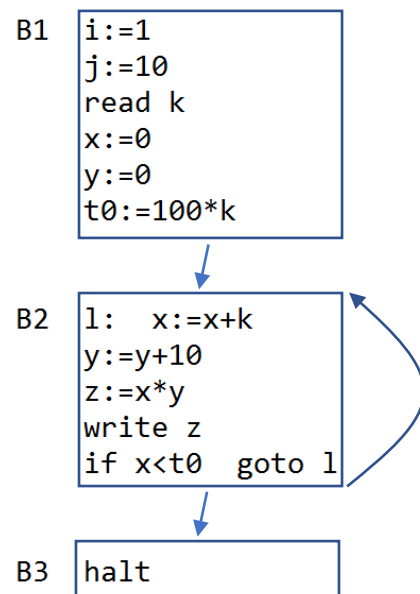 B1 i:=1
j:=10
read k
x:=0
y:=0
t0:=100*k
B2 l: x:=x+k
y:=y+10
z:=x*y
write z
if x<t0 goto l
B3 halt